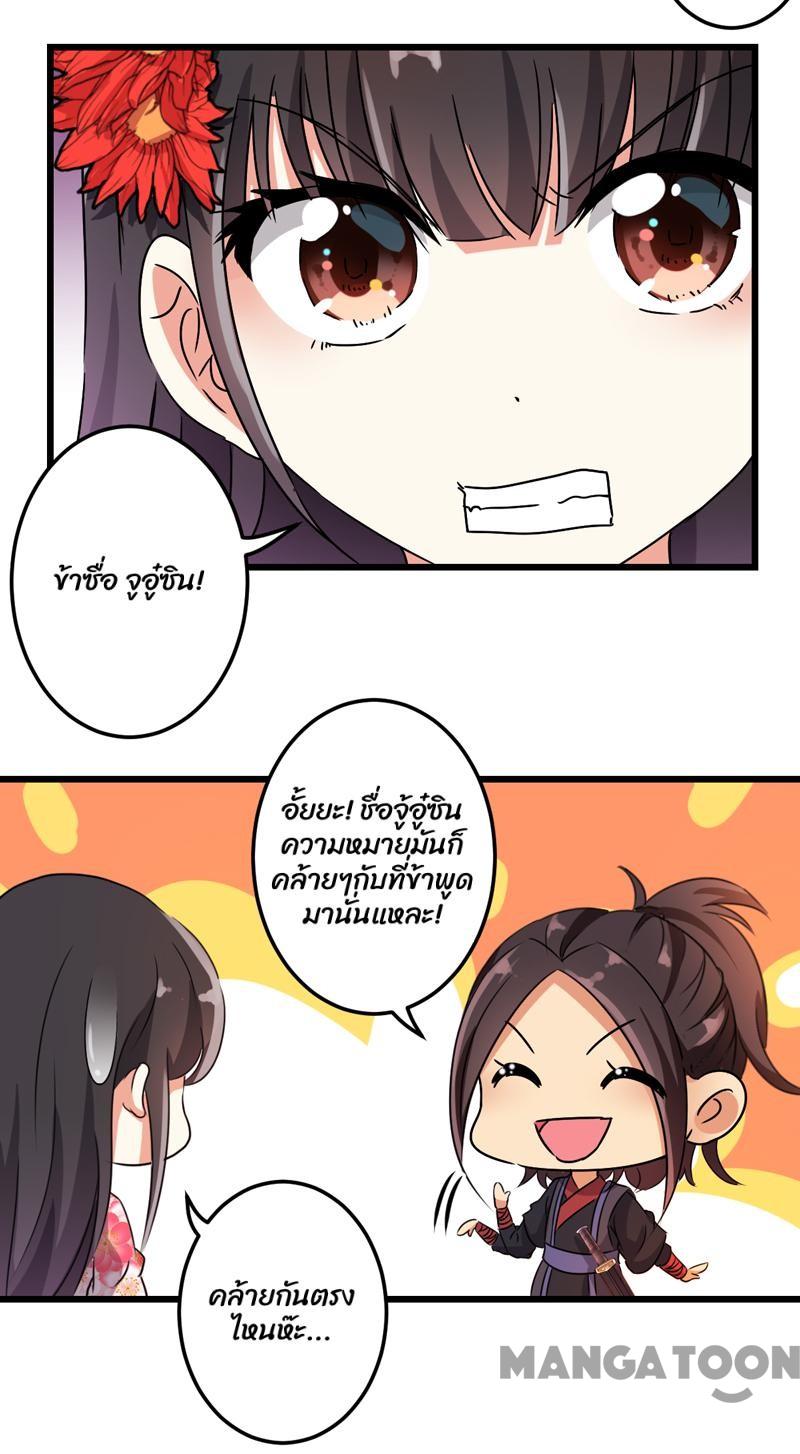 ข้าชื่อ จูอู๋ซิน!
อั้ยยะ! ชื่อจู้อู๋ซิน
ความหมายมันก็
คล้ายๆกับที่ข้าพูด
มานั่นแหละ!
คล้ายกันตรง
ไหนห๊ะ...
MANGATOON